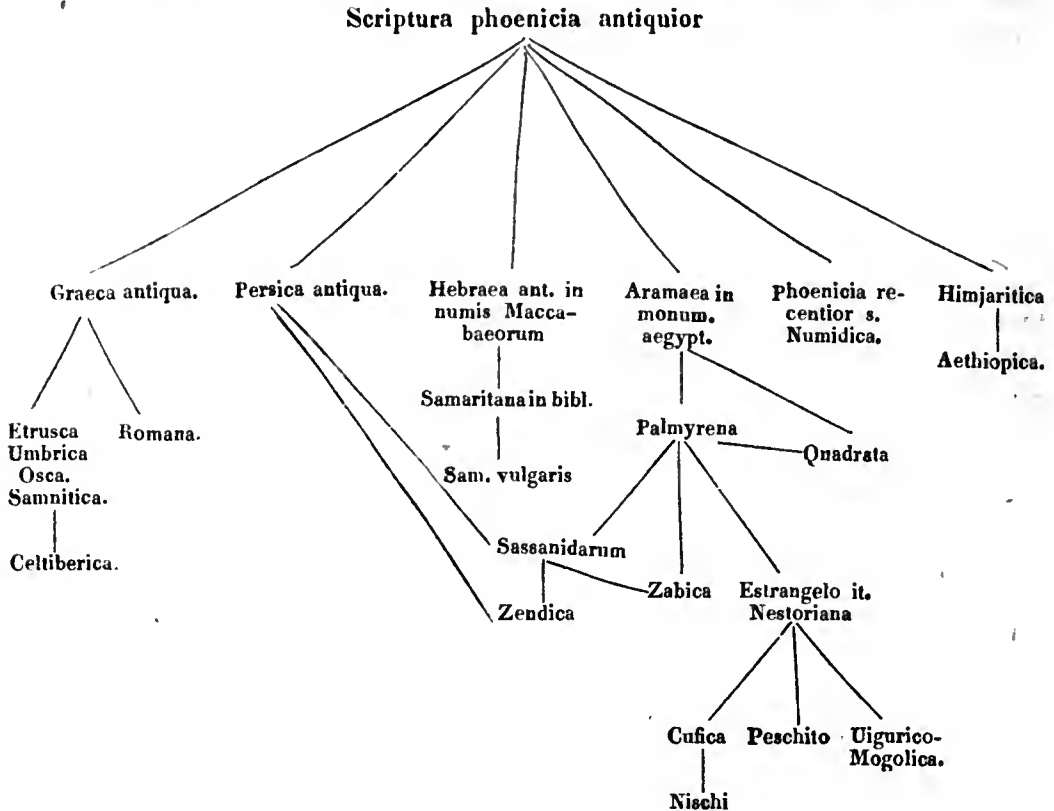 Scriptura phoenicia antiquior
Graeca antiqua.
Persica antiqua.
Hebraea ant. in
numis Macca-
baeorum
Aramaea in
monum.
aegypt.
Phoenicia re-
centior s.
Numidica.
Himjaritica
Aethiopica.
Etrusca
Umbrica
Osca.
Samnitica.
Romana.
Samaritana in bibl.
Palmyrena
Quadrata
Sam. vulgaris
Celtiberica.
Sassanidarum
Zendica
Zabica
Estrangelo it.
Nestoriana
Cufica
Peschito
Uigurico-
Mogolica.
Nischi